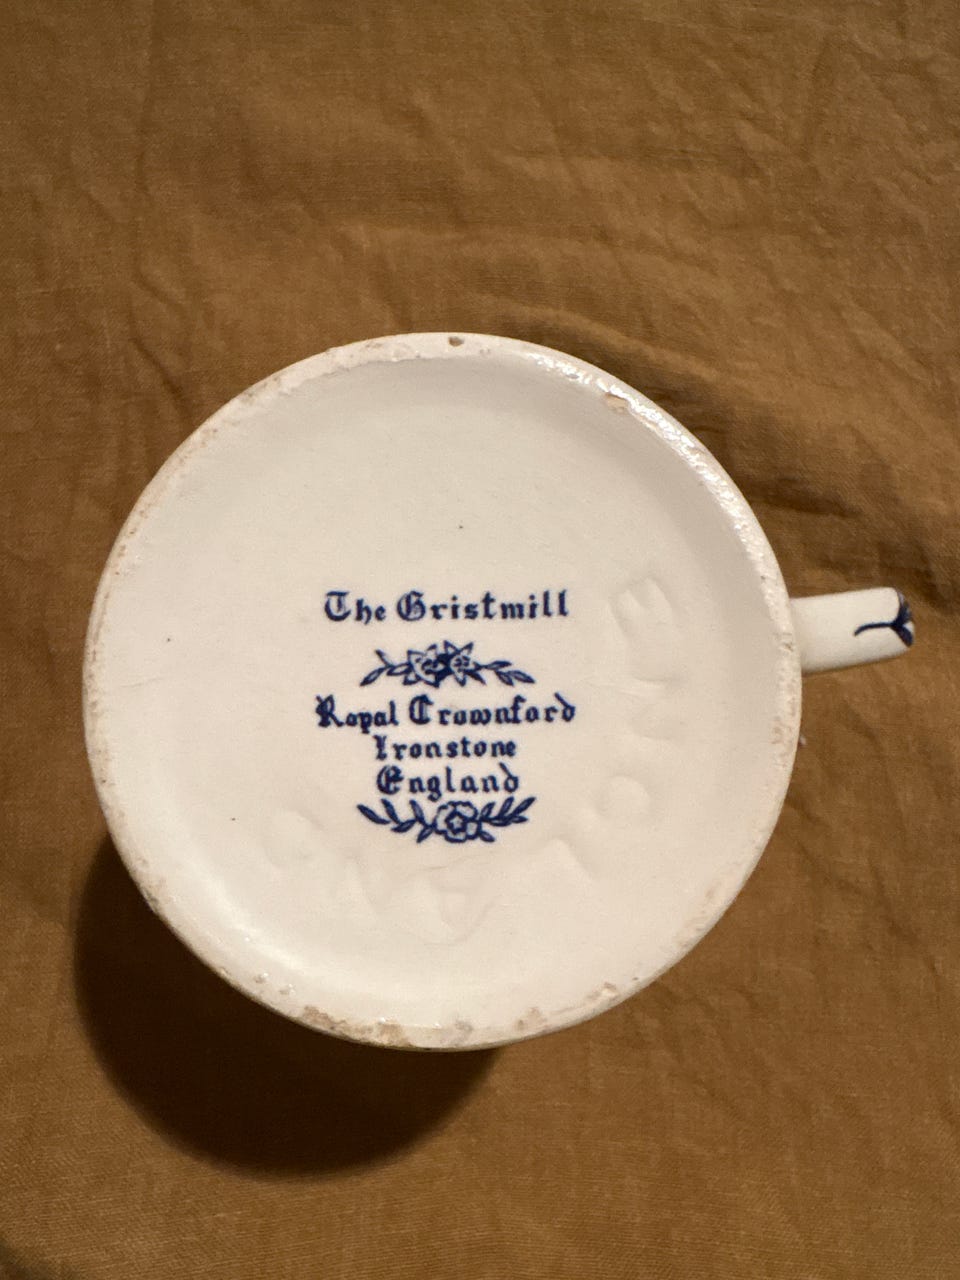 The Gristmill
Royal Crownford
Ironstone
England